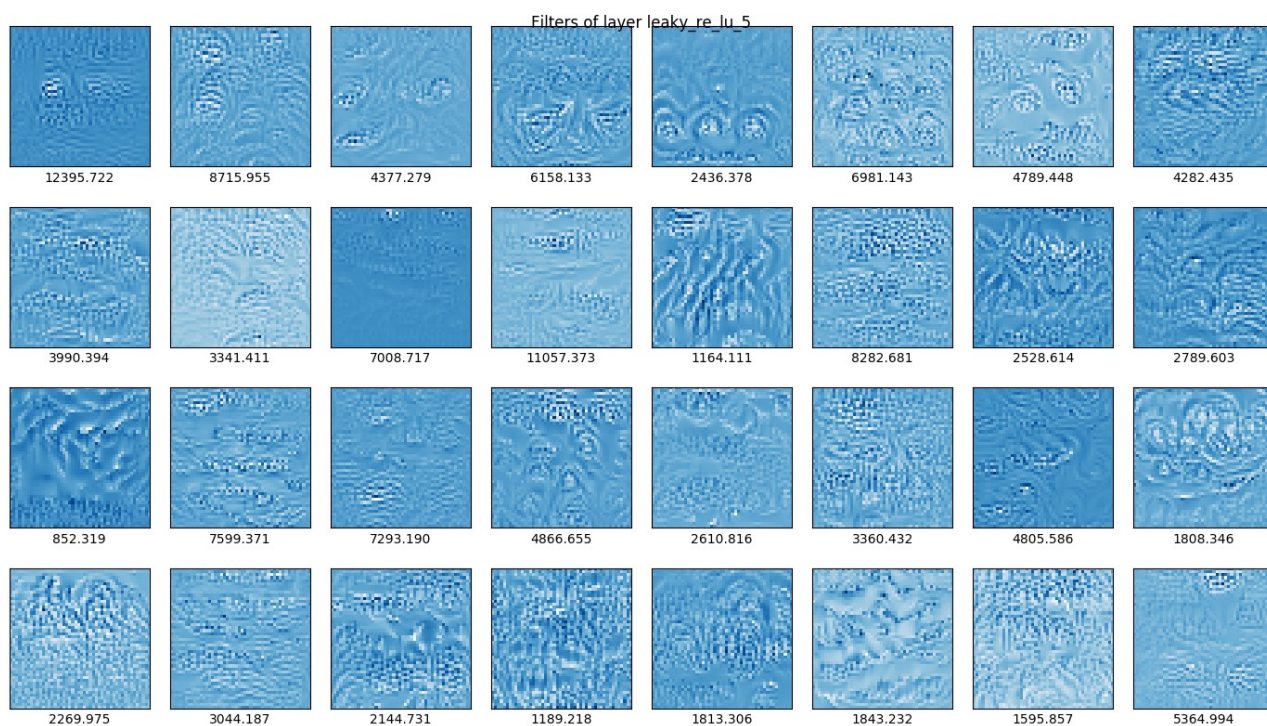 Filters of layer leaky_re_lu_5
12395.722 8715.955 4377.279 6158.133 2436.378 6981.143 4789.448 4282.435
3990.394 3341.411 7008.717 11057.373 1164.111 8282.681 2528.614 2789.603
852.319 7599.371 7293.190 4866.655 2610.816 3360.432 4805.586 1808.346
2269.975 3044.187 2144.731 1189.218 1813.306 1843.232 1595.857 5364.994